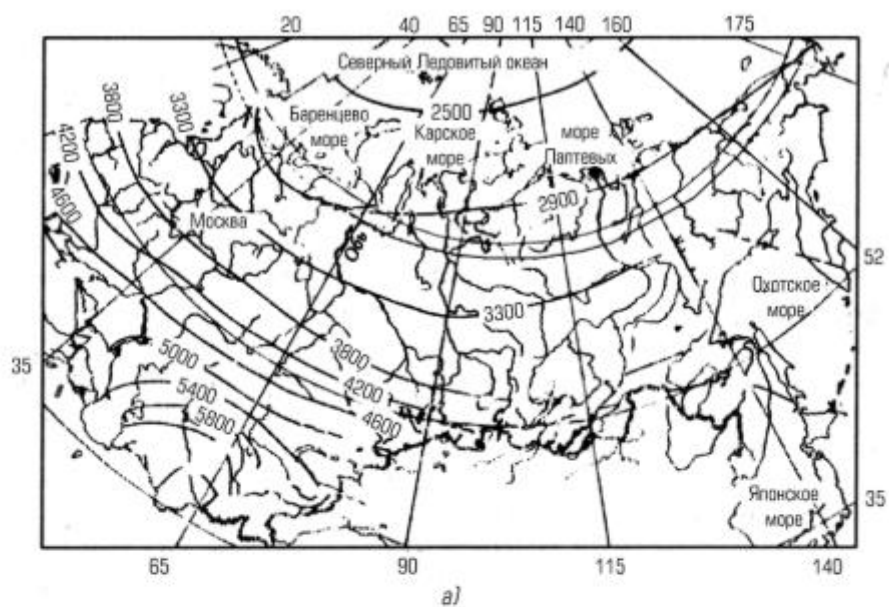 20 40 65 90 115 140 160 175
Северный Ледовитый океан
2500
Баренцево
море
Карское
море
море
Лаптевых
3300
3800
4200
4600
2900
Москва
Обь
52
3300
Охотское
море
35
5000
5400
5800
3800
4200
4600
Японское
море
35
65 90 115 140
а)